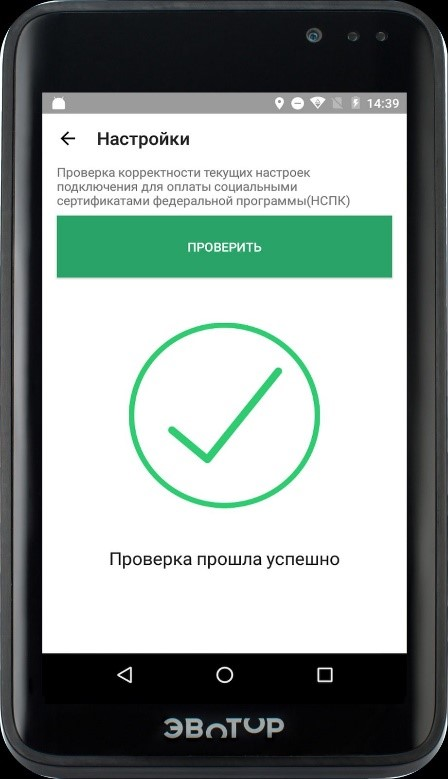 14:39
Настройки
Проверка корректности текущих настроек
подключения для оплаты социальными
сертификатами федеральной программы(НСПК)
ПРОВЕРИТЬ
Проверка прошла успешно
ЭВОТОР